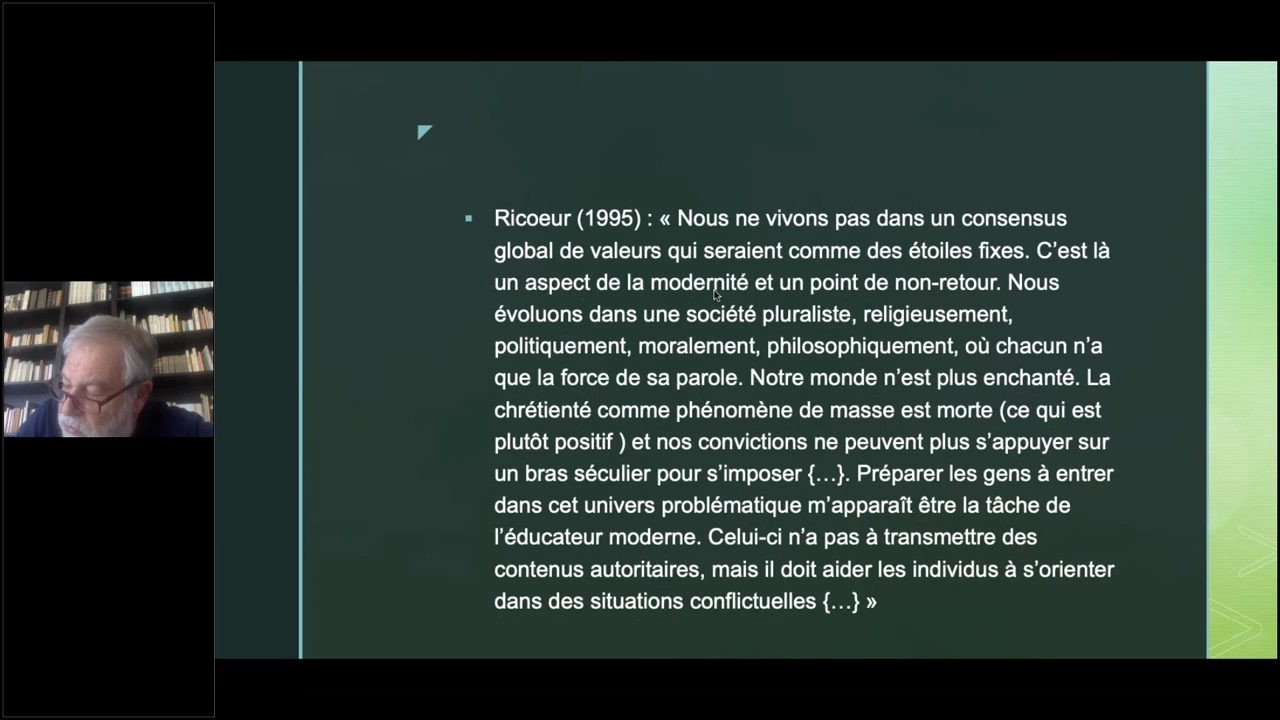 Ricoeur (1995) : « Nous ne vivons pas dans un consensus
global de valeurs qui seraient comme des étoiles fixes. C’est là
un aspect de la modernité et un point de non-retour. Nous
évoluons dans une société pluraliste, religieusement,
politiquement, moralement, philosophiquement, où chacun n’a
que la force de sa parole. Notre monde n’est plus enchanté. La
chrétienté comme phénomène de masse est morte (ce qui est
plutôt positif ) et nos convictions ne peuvent plus s’appuyer sur
un bras séculier pour s’imposer {…}. Préparer les gens à entrer
dans cet univers problématique m’apparaît être la tâche de
l’éducateur moderne. Celui-ci n’a pas à transmettre des
contenus autoritaires, mais il doit aider les individus à s’orienter
dans des situations conflictuelles {…} »